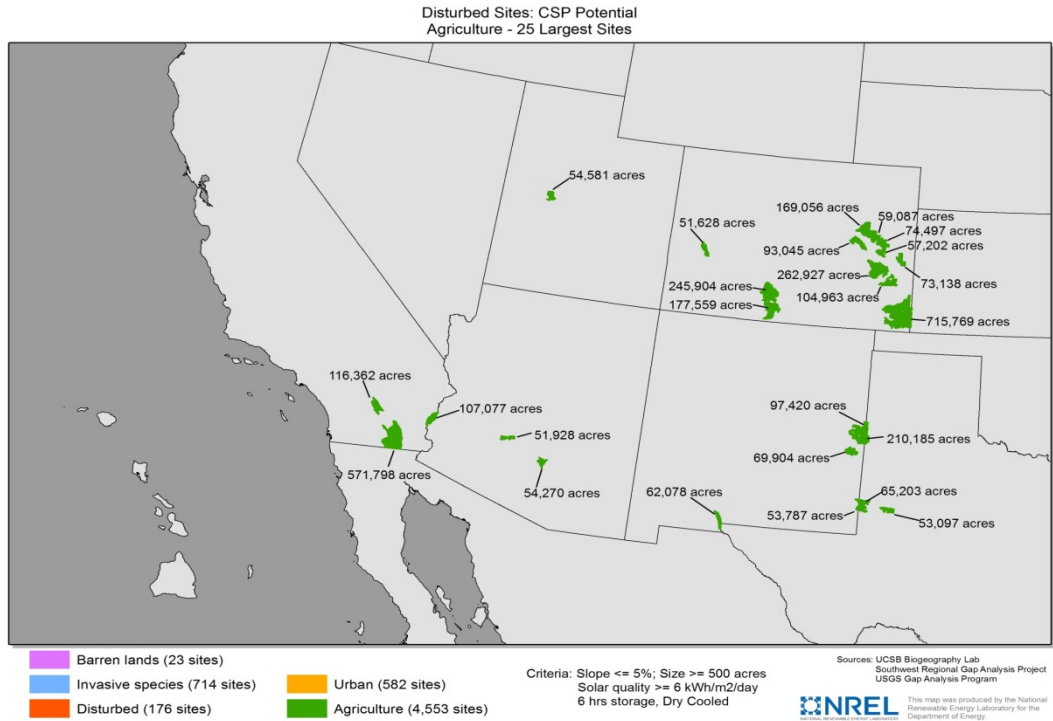 Disturbed Sites: CSP Potential
Agriculture - 25 Largest Sites
54,581 acres
51,628 acres
169,056 acres
59,087 acres
74,497 acres
93,045 acres
57,202 acres
262,927 acres
73,138 acres
245,904 acres
104,963 acres
177,559 acres
715,769 acres
116,362 acres
107,077 acres
97,420 acres
51,928 acres
210,185 acres
69,904 acres
571,798 acres
54,270 acres
62,078 acres
65,203 acres
53,787 acres
53,097 acres
Barren lands (23 sites)
Invasive species (714 sites)
Disturbed (176 sites)
Urban (582 sites)
Agriculture (4,553 sites)
Criteria: Slope <= 5%; Size >= 500 acres
Solar quality >= 6 kWh/m2/day
6 hrs storage, Dry Cooled
Sources: UCSB Biogeography Lab
Southwest Regional Gap Analysis Project
USGS Gap Analysis Program
NREL
NATIONAL RENEWABLE ENERGY LABORATORY
This map was produced by the National
Renewable Energy Laboratory for the
Department of Energy.